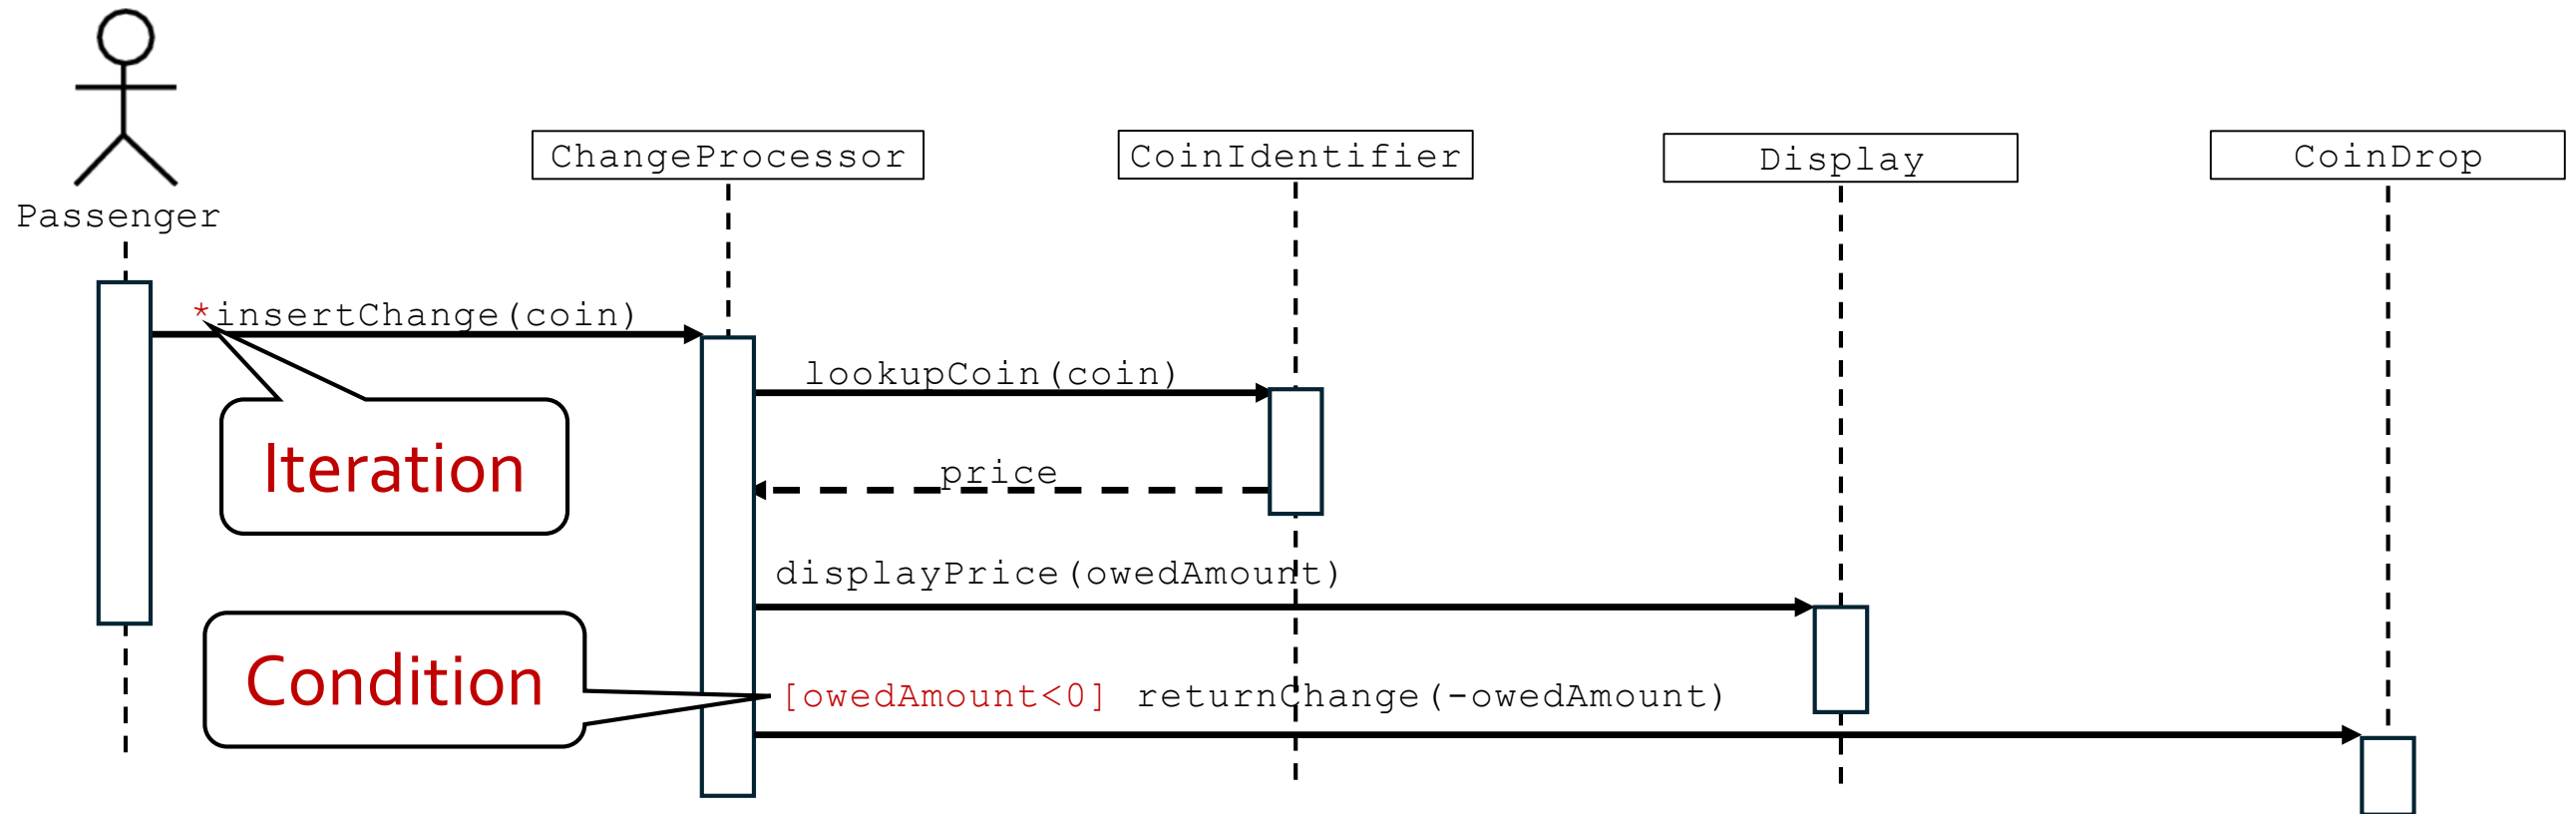 ChangeProcessor
CoinIdentifier
Display
CoinDrop
Passenger
*insertChange(coin)
lookupCoin(coin)
Iteration
price
displayPrice(owedAmount)
Condition
[owedAmount<0] returnChange(-owedAmount)